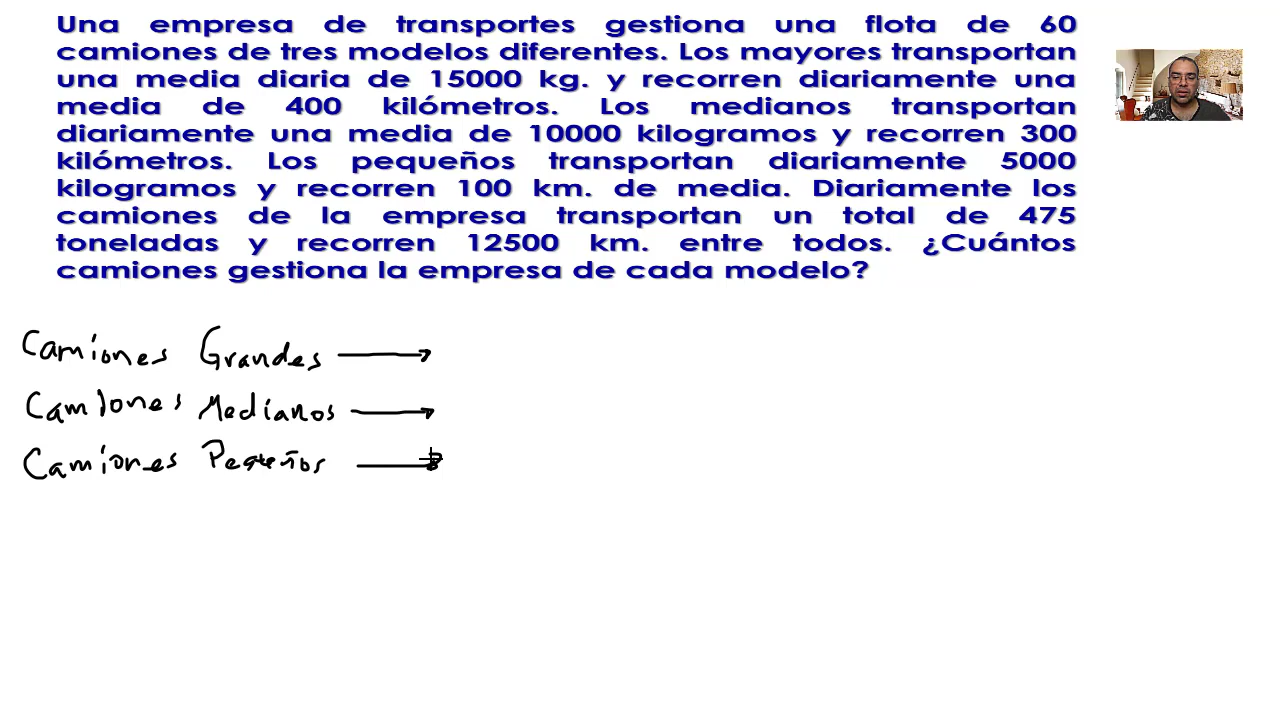 Una empresa de transportes gestiona una flota de 60
camiones de tres modelos diferentes. Los mayores transportan
una media diaria de 15000 kg. y recorren diariamente una
media de 400 kilómetros. Los medianos transportan
diariamente una media de 10000 kilogramos y recorren 300
kilómetros. Los pequeños transportan diariamente 5000
kilogramos y recorren 100 km. de media. Diariamente los
camiones de la empresa transportan un total de 475
toneladas y recorren 12500 km. entre todos. ¿Cuántos
camiones gestiona la empresa de cada modelo?
Camiones Grandes
Camiones Medianos
Camiones Pequeños